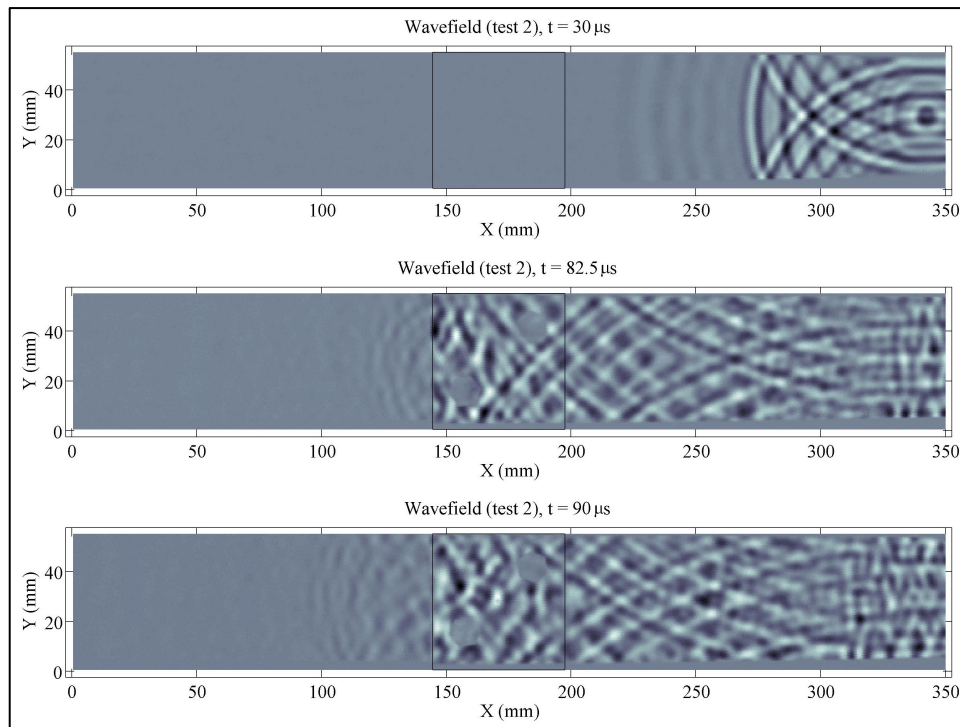 Wavefield (test 2), t = 30 μs
40
20
0
Y (mm)
0 50 100 150 200 250 300 350
X (mm)
Wavefield (test 2), t = 82.5 μs
40
20
0
Y (mm)
0 50 100 150 200 250 300 350
X (mm)
Wavefield (test 2), t = 90 μs
40
20
0
Y (mm)
0 50 100 150 200 250 300 350
X (mm)